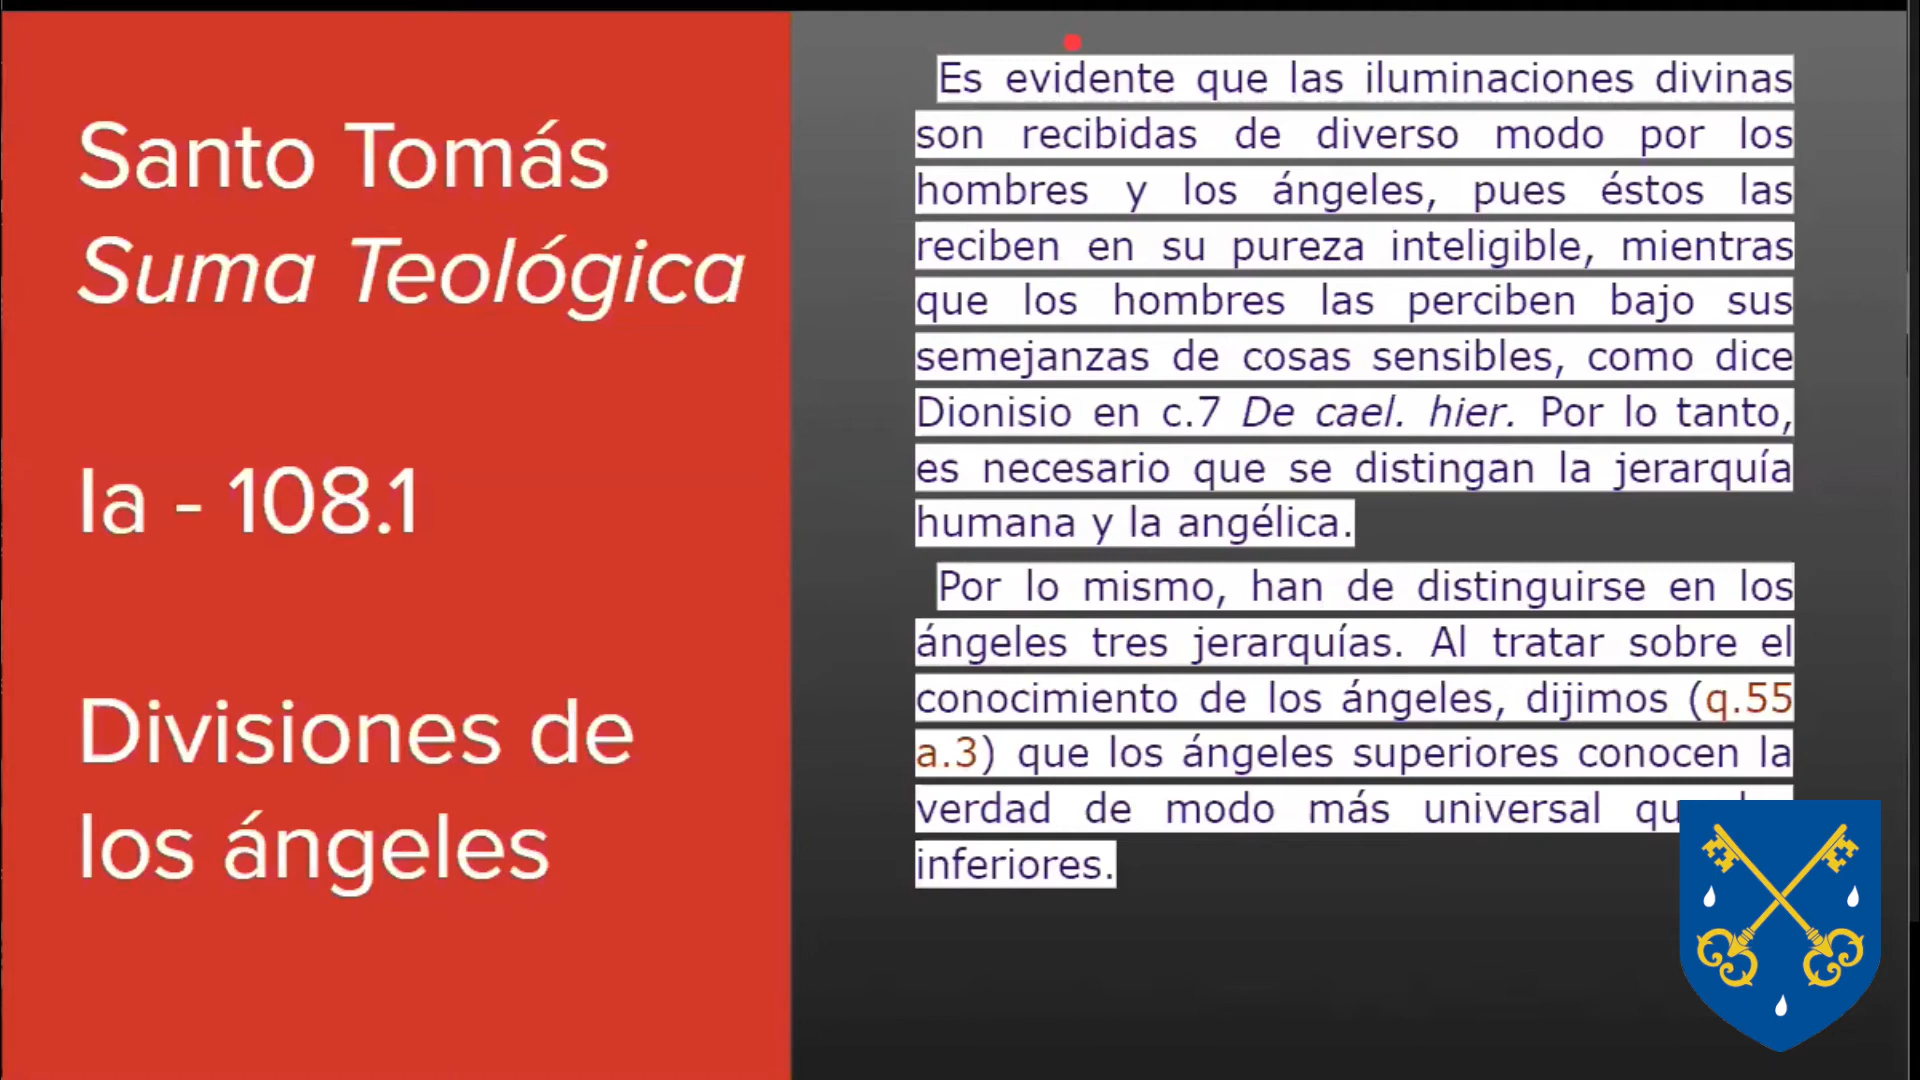 Santo Tomás
Suma Teológica
Ia - 108.1
Divisiones de
los ángeles
Es evidente que las iluminaciones divinas
son recibidas de diverso modo por los
hombres y los ángeles, pues éstos las
reciben en su pureza inteligible, mientras
que los hombres las perciben bajo sus
semejanzas de cosas sensibles, como dice
Dionisio en c.7 De cael. hier. Por lo tanto,
es necesario que se distingan la jerarquía
humana y la angélica.
Por lo mismo, han de distinguirse en los
ángeles tres jerarquías. Al tratar sobre el
conocimiento de los ángeles, dijimos (q.55
a.3) que los ángeles superiores conocen la
verdad de modo más universal
inferiores.